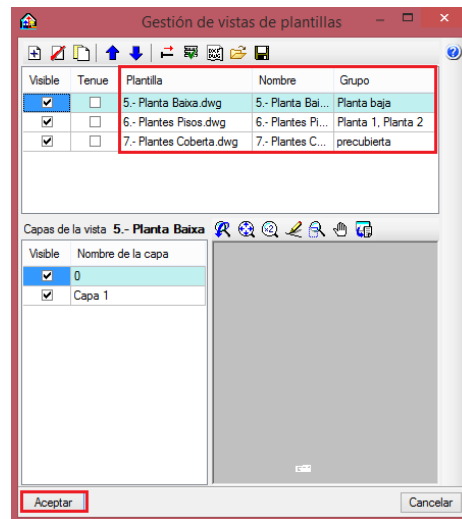 Gestión de vistas de plantillas
Visible Tenue Plantilla Nombre Grupo
5.- Planta Baixa.dwg 5.- Planta Bai... Planta baja
6.- Plantes Pisos.dwg 6.- Plantes Pi... Planta 1, Planta 2
7.- Plantes Coberta.dwg 7.- Plantes C... precubierta
Capas de la vista 5.- Planta Baixa
Visible Nombre de la capa
0
Capa 1
Aceptar Cancelar